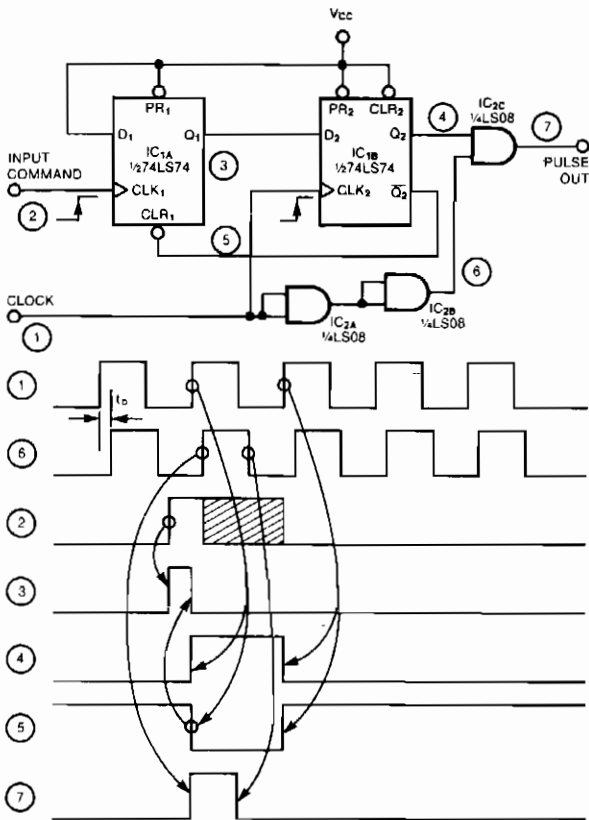 VCC
IC2C
¼LS08
PR1
PR2 CLR2
④
⑦
D1
IC1A
½74LS74
Q1
③
D2
IC1B
½74LS74
Q2
PULSE
OUT
INPUT
COMMAND
②
CLK1
CLK2
Q̅2
CLR1
⑤
⑥
CLOCK
①
IC2A
¼LS08
IC2B
¼LS08
①
tD
⑥
②
③
④
⑤
⑦